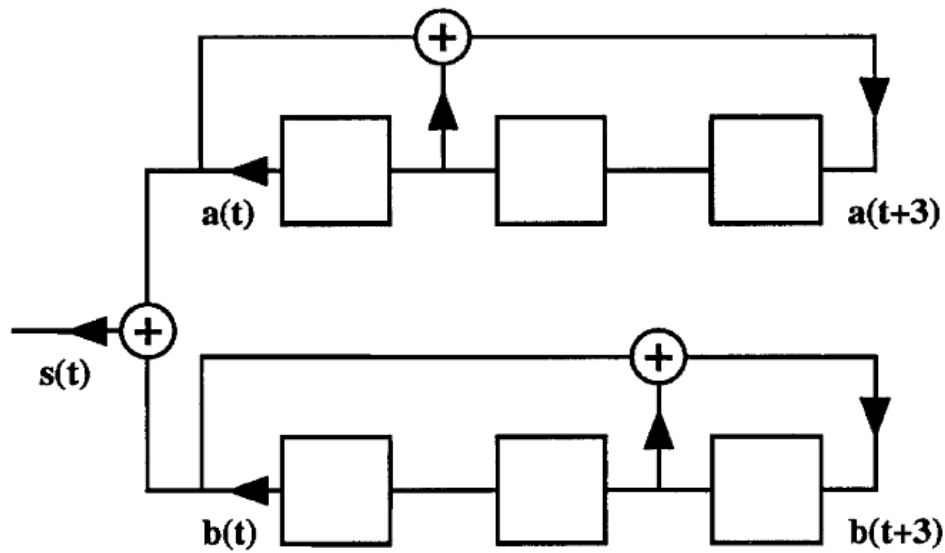 +
a(t)
a(t+3)
+
s(t)
+
b(t)
b(t+3)